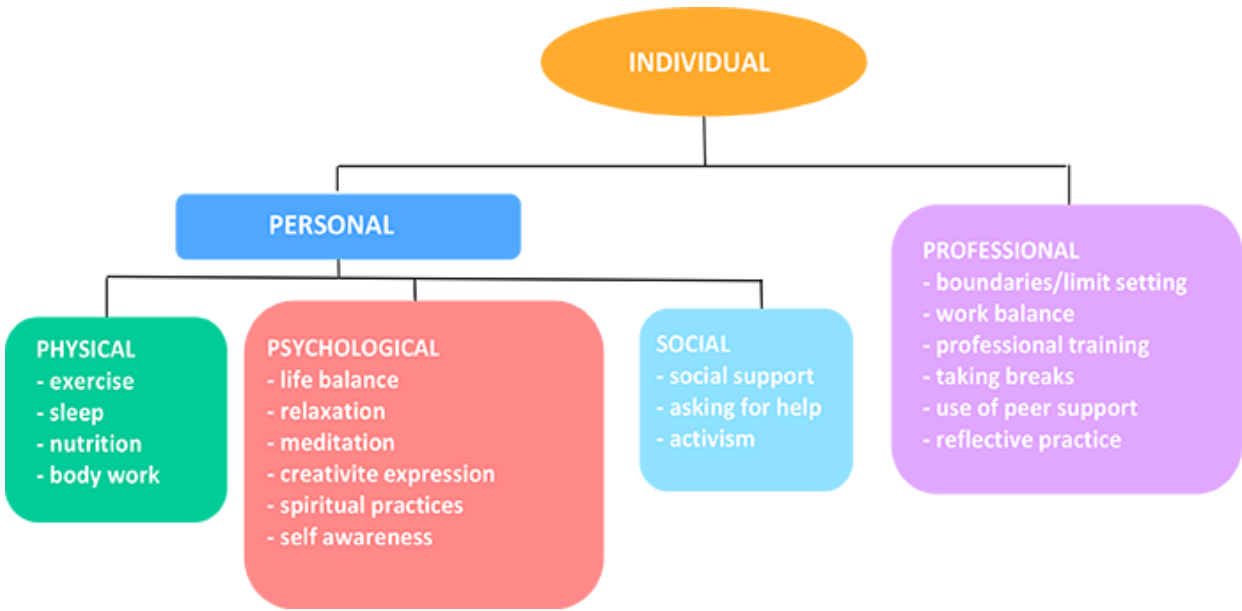 INDIVIDUAL
PERSONAL
PHYSICAL
- exercise
- sleep
- nutrition
- body work
PSYCHOLOGICAL
- life balance
- relaxation
- meditation
- creativite expression
- spiritual practices
- self awareness
SOCIAL
- social support
- asking for help
- activism
PROFESSIONAL
- boundaries/limit setting
- work balance
- professional training
- taking breaks
- use of peer support
- reflective practice